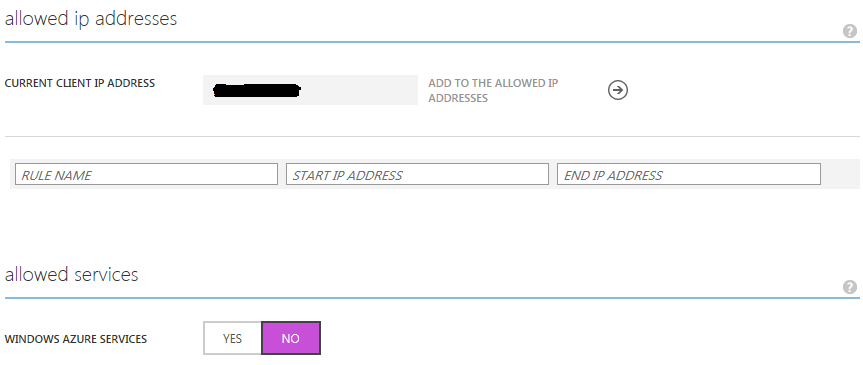 allowed ip addresses
?
CURRENT CLIENT IP ADDRESS
ADD TO THE ALLOWED IP
ADDRESSES
RULE NAME START IP ADDRESS END IP ADDRESS
allowed services
?
WINDOWS AZURE SERVICES YES NO